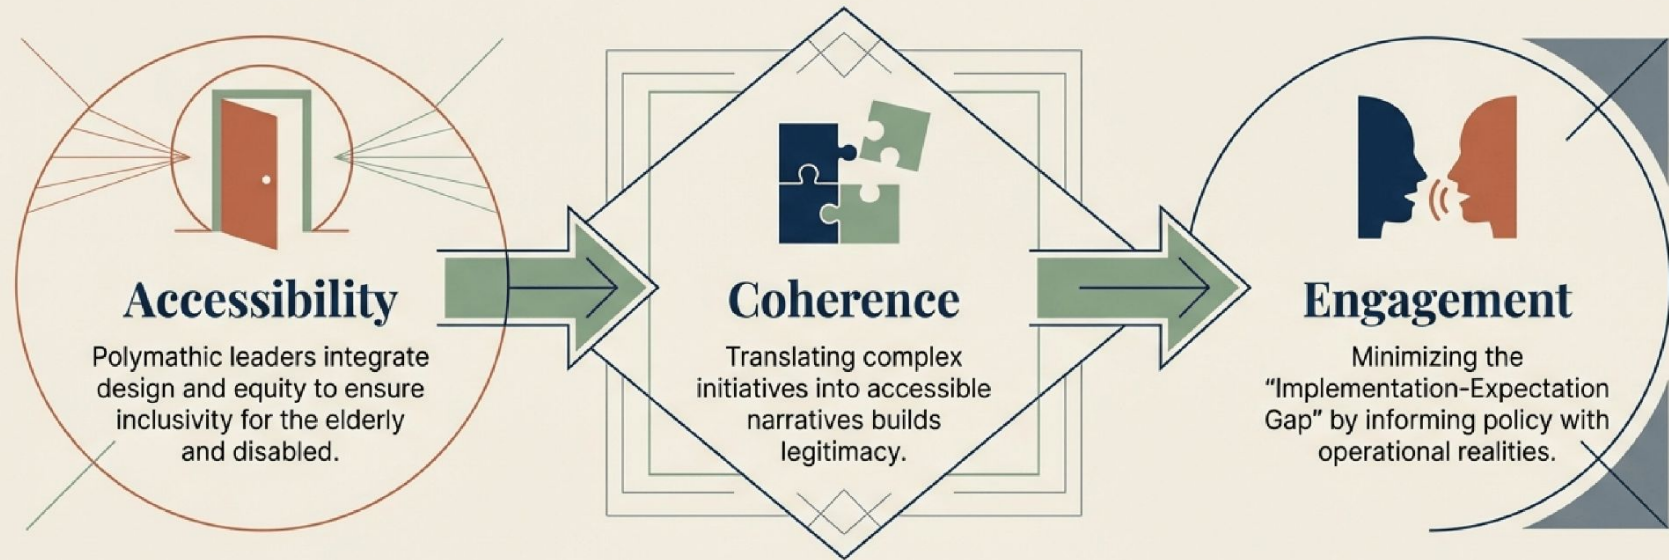 Accessibility
Polymathic leaders integrate
design and equity to ensure
inclusivity for the elderly
and disabled.
Coherence
Translating complex
initiatives into accessible
narratives builds
legitimacy.
Engagement
Minimizing the
“Implementation-Expectation
Gap” by informing policy with
operational realities.